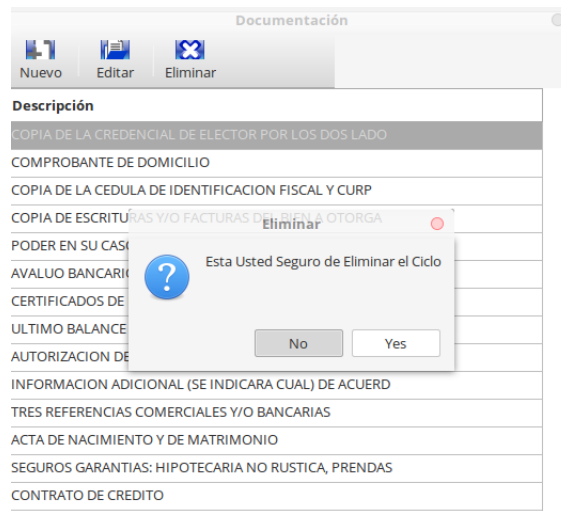 Documentación
Nuevo Editar Eliminar
Descripción
COPIA DE LA CREDENCIAL DE ELECTOR POR LOS DOS LADO
COMPROBANTE DE DOMICILIO
COPIA DE LA CEDULA DE IDENTIFICACION FISCAL Y CURP
COPIA DE ESCRITURAS Y/O FACTURAS DEL BIEN A OTORGA
Eliminar
PODER EN SU
Esta Usted Seguro de Eliminar el Ciclo
AVALUO
CERTIFICADOS DE
ULTIMO BALANCE
No Yes
AUTORIZACION
INFORMACION ADICIONAL (SE INDICARA CUAL) DE ACUERD
TRES REFERENCIAS COMERCIALES Y/O BANCARIAS
ACTA DE NACIMIENTO Y DE MATRIMONIO
SEGUROS GARANTIAS: HIPOTECARIA NO RUSTICA, PRENDAS
CONTRATO DE CREDITO